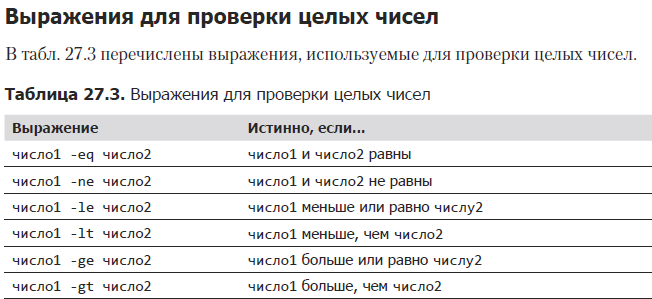 Выражения для проверки целых чисел
В табл. 27.3 перечислены выражения, используемые для проверки целых чисел.
Таблица 27.3. Выражения для проверки целых чисел
Выражение Истинно, если...
число1 -eq число2 число1 и число2 равны
число1 -ne число2 число1 и число2 не равны
число1 -le число2 число1 меньше или равно числу2
число1 -lt число2 число1 меньше, чем число2
число1 -ge число2 число1 больше или равно числу2
число1 -gt число2 число1 больше, чем число2